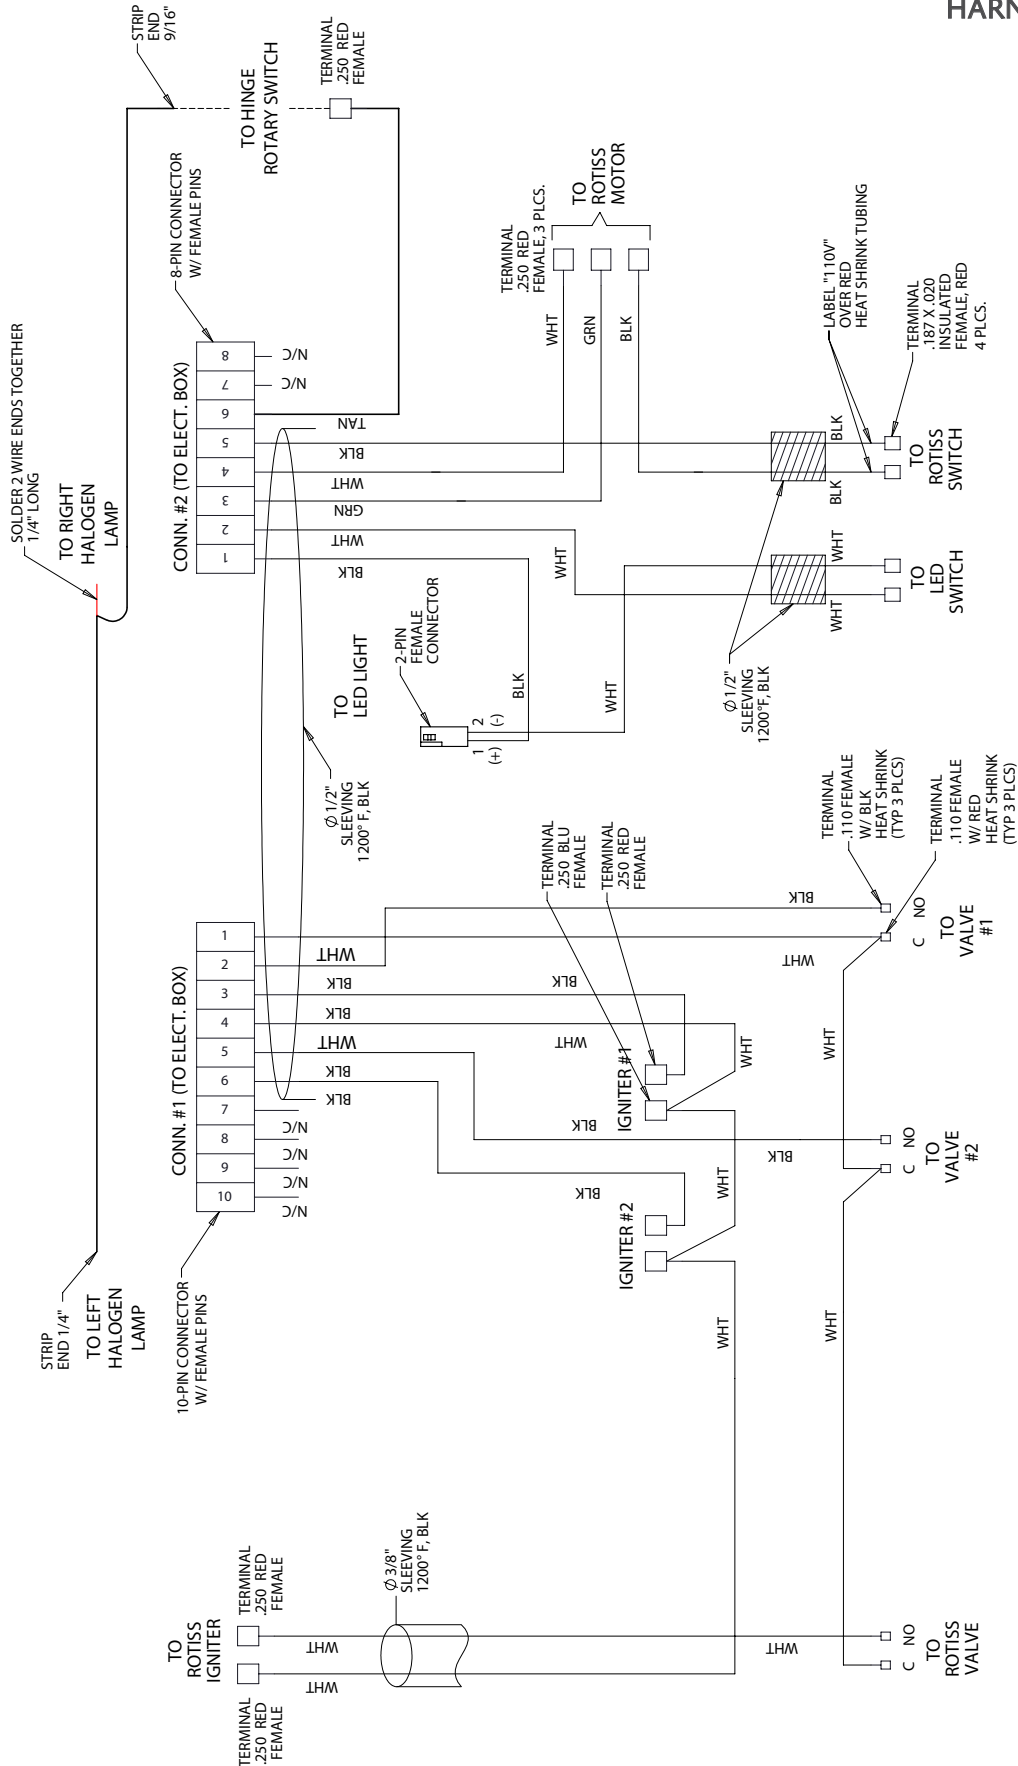 HARN
STRIP
END
9/16"
TERMINAL
.250 RED
FEMALE
TO HINGE
ROTARY SWITCH
8-PIN CONNECTOR
W/ FEMALE PINS
SOLDER 2 WIRE ENDS TOGETHER
1/4" LONG
TO RIGHT
HALOGEN
LAMP
CONN. #2 (TO ELECT. BOX)
8
7
6
5
4
3
2
1
N/C
N/C
TAN
BLK
WHT
GRN
WHT
BLK
TERMINAL
.250 RED
FEMALE, 3 PLCS.
TO
ROTISS
MOTOR
WHT
GRN
BLK
LABEL "110V"
OVER RED
HEAT SHRINK TUBING
TERMINAL
.187 X .020
INSULATED
FEMALE, RED
4 PLCS.
BLK
BLK
TO
ROTISS
SWITCH
WHT
WHT
WHT
TO
LED
SWITCH
Ø 1/2"
SLEEVING
1200°F, BLK
TO
LED LIGHT
2-PIN
FEMALE
CONNECTOR
1
(+)
2
(-)
BLK
WHT
Ø 1/2"
SLEEVING
1200° F, BLK
STRIP
END 1/4"
TO LEFT
HALOGEN
LAMP
10-PIN CONNECTOR
W/ FEMALE PINS
CONN. #1 (TO ELECT. BOX)
1
2
3
4
5
6
7
8
9
10
WHT
BLK
BLK
WHT
BLK
BLK
N/C
N/C
N/C
N/C
TERMINAL
.250 BLU
FEMALE
TERMINAL
.250 RED
FEMALE
TERMINAL
.110 FEMALE
W/ BLK
HEAT SHRINK
(TYP 3 PLCS)
TERMINAL
.110 FEMALE
W/ RED
HEAT SHRINK
(TYP 3 PLCS)
BLK
WHT
C
NO
TO
VALVE
#1
BLK
WHT
IGNITER #1
WHT
WHT
BLK
BLK
C
NO
TO
VALVE
#2
BLK
IGNITER #2
WHT
WHT
WHT
TO
ROTISS
IGNITER
TERMINAL
.250 RED
FEMALE
TERMINAL
.250 RED
FEMALE
WHT
WHT
Ø 3/8"
SLEEVING
1200° F, BLK
WHT
C
NO
TO
ROTISS
VALVE